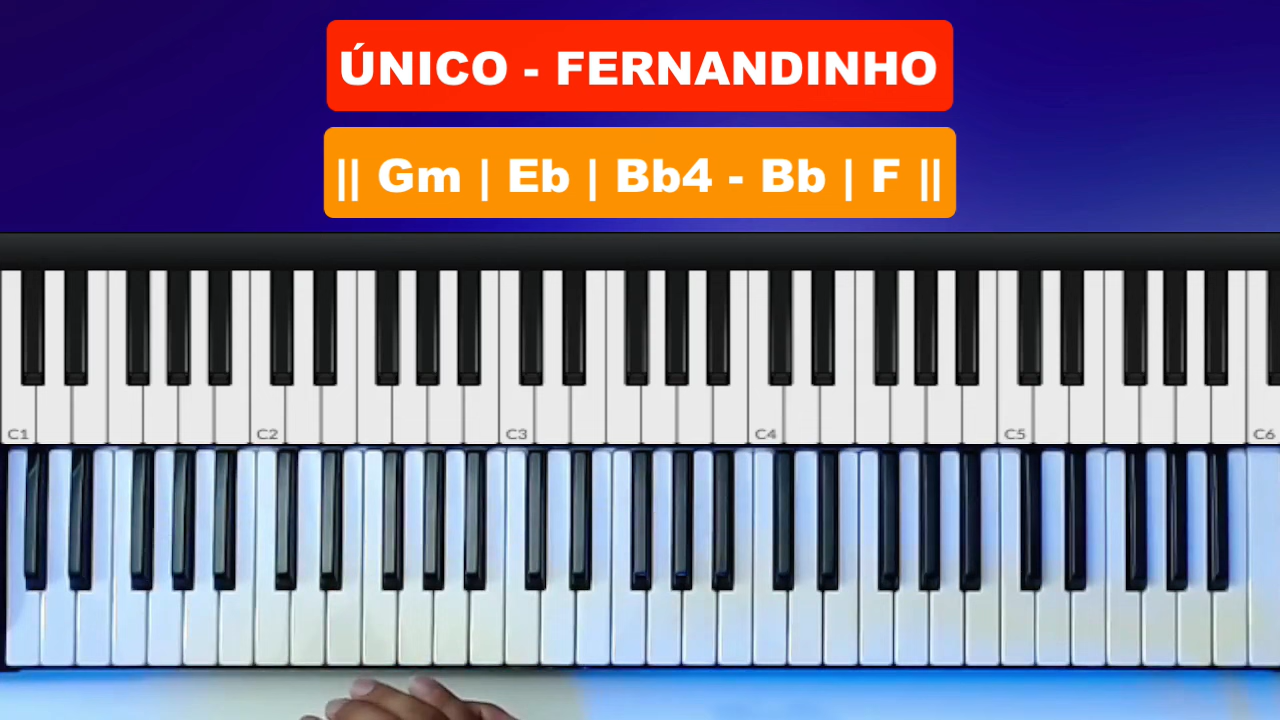 ÚNICO - FERNANDINHO
|| Gm | Eb | Bb4 - Bb | F ||
C1 C2 C3 C4 C5 C6